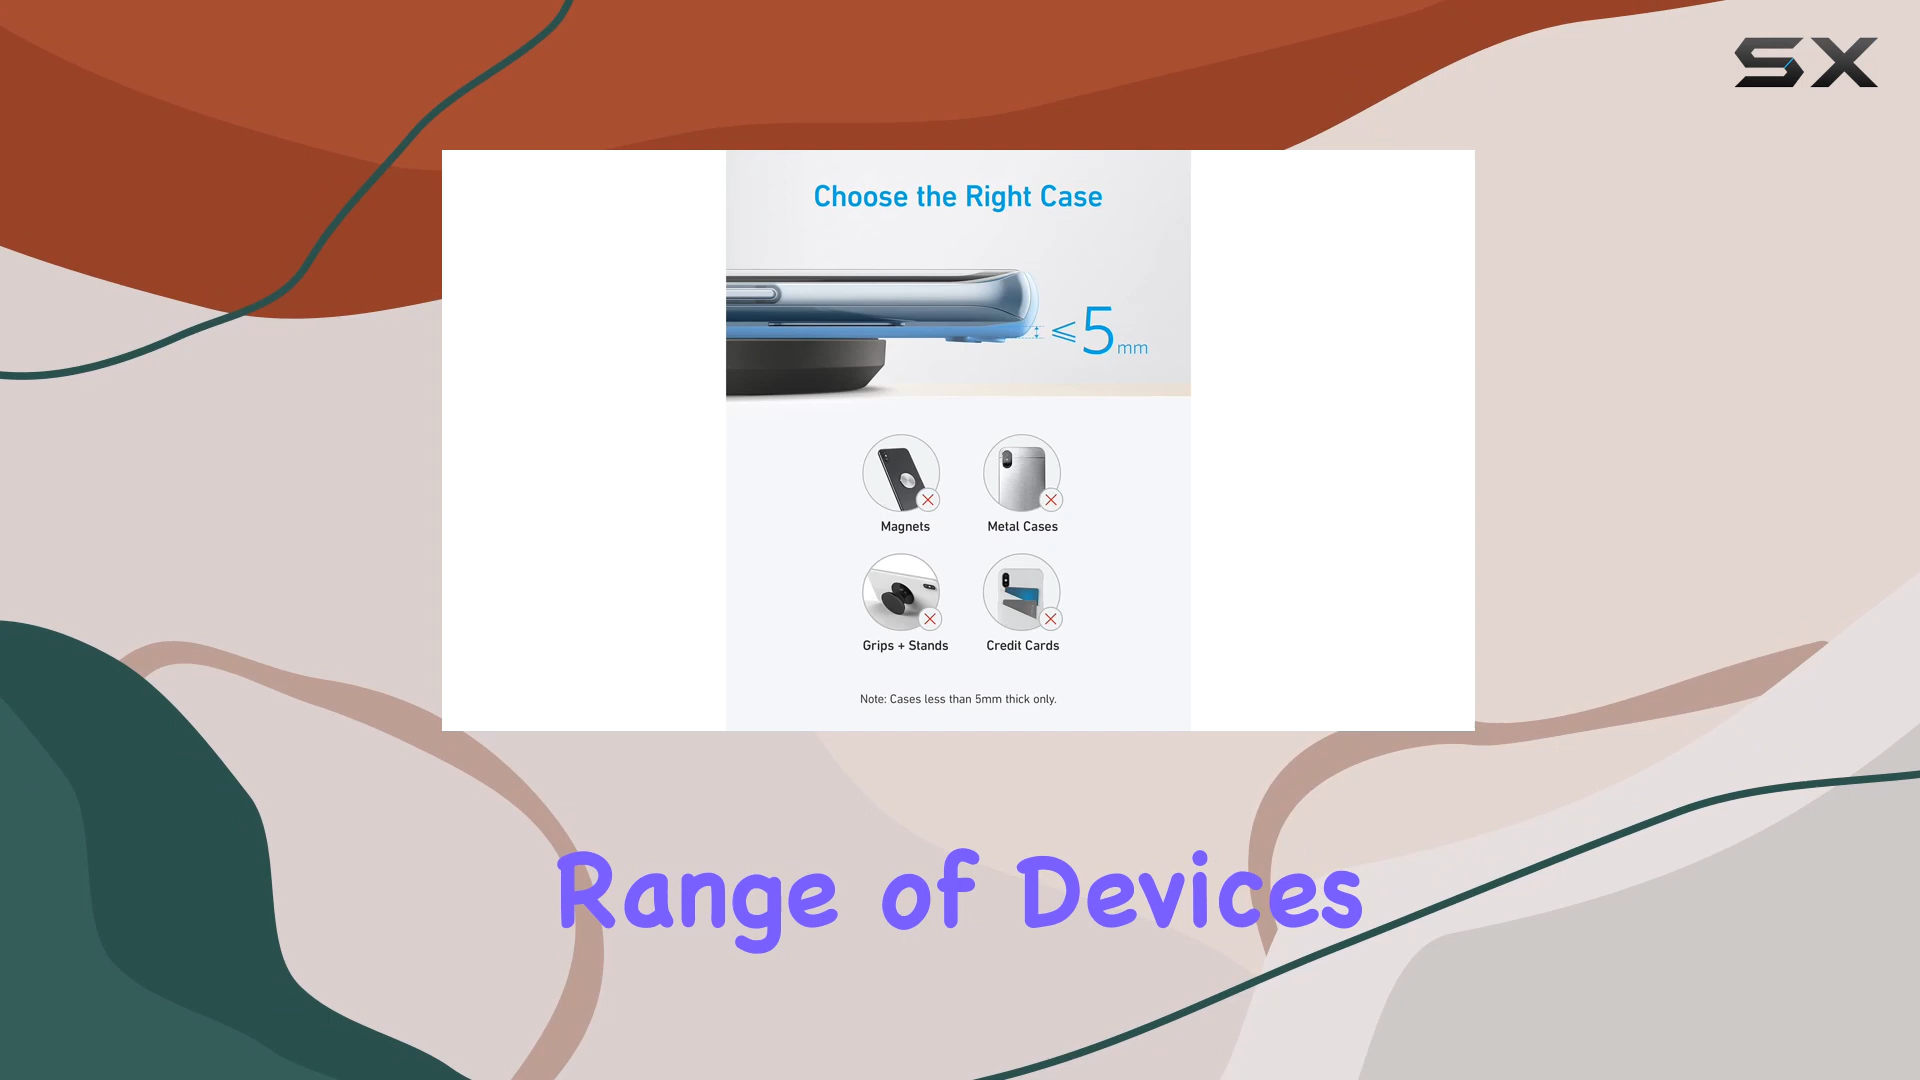 SX
Choose the Right Case
⩽5mm
Magnets
Metal Cases
Grips + Stands
Credit Cards
Note: Cases less than 5mm thick only.
Range of Devices